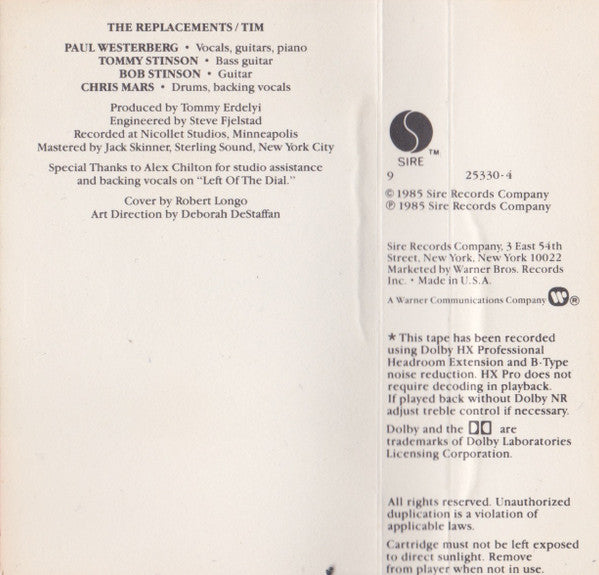 THE REPLACEMENTS / TIM
PAUL WESTERBERG • Vocals, guitars, piano
TOMMY STINSON • Bass guitar
BOB STINSON • Guitar
CHRIS MARS • Drums, backing vocals
Produced by Tommy Erdelyi
Engineered by Steve Fjelstad
Recorded at Nicollet Studios, Minneapolis
Mastered by Jack Skinner, Sterling Sound, New York City
Special Thanks to Alex Chilton for studio assistance
and backing vocals on “Left Of The Dial.”
Cover by Robert Longo
Art Direction by Deborah DeStaffan
SIRE TM
9 25330-4
© 1985 Sire Records Company
℗ 1985 Sire Records Company
Sire Records Company, 3 East 54th
Street, New York, New York 10022
Marketed by Warner Bros. Records
Inc. • Made in U.S.A.
A Warner Communications Company ®
* This tape has been recorded
using Dolby HX Professional
Headroom Extension and B-Type
noise reduction. HX Pro does not
require decoding in playback.
If played back without Dolby NR
adjust treble control if necessary.
Dolby and the are
trademarks of Dolby Laboratories
Licensing Corporation.
All rights reserved. Unauthorized
duplication is a violation of
applicable laws.
Cartridge must not be left exposed
to direct sunlight. Remove
from player when not in use.